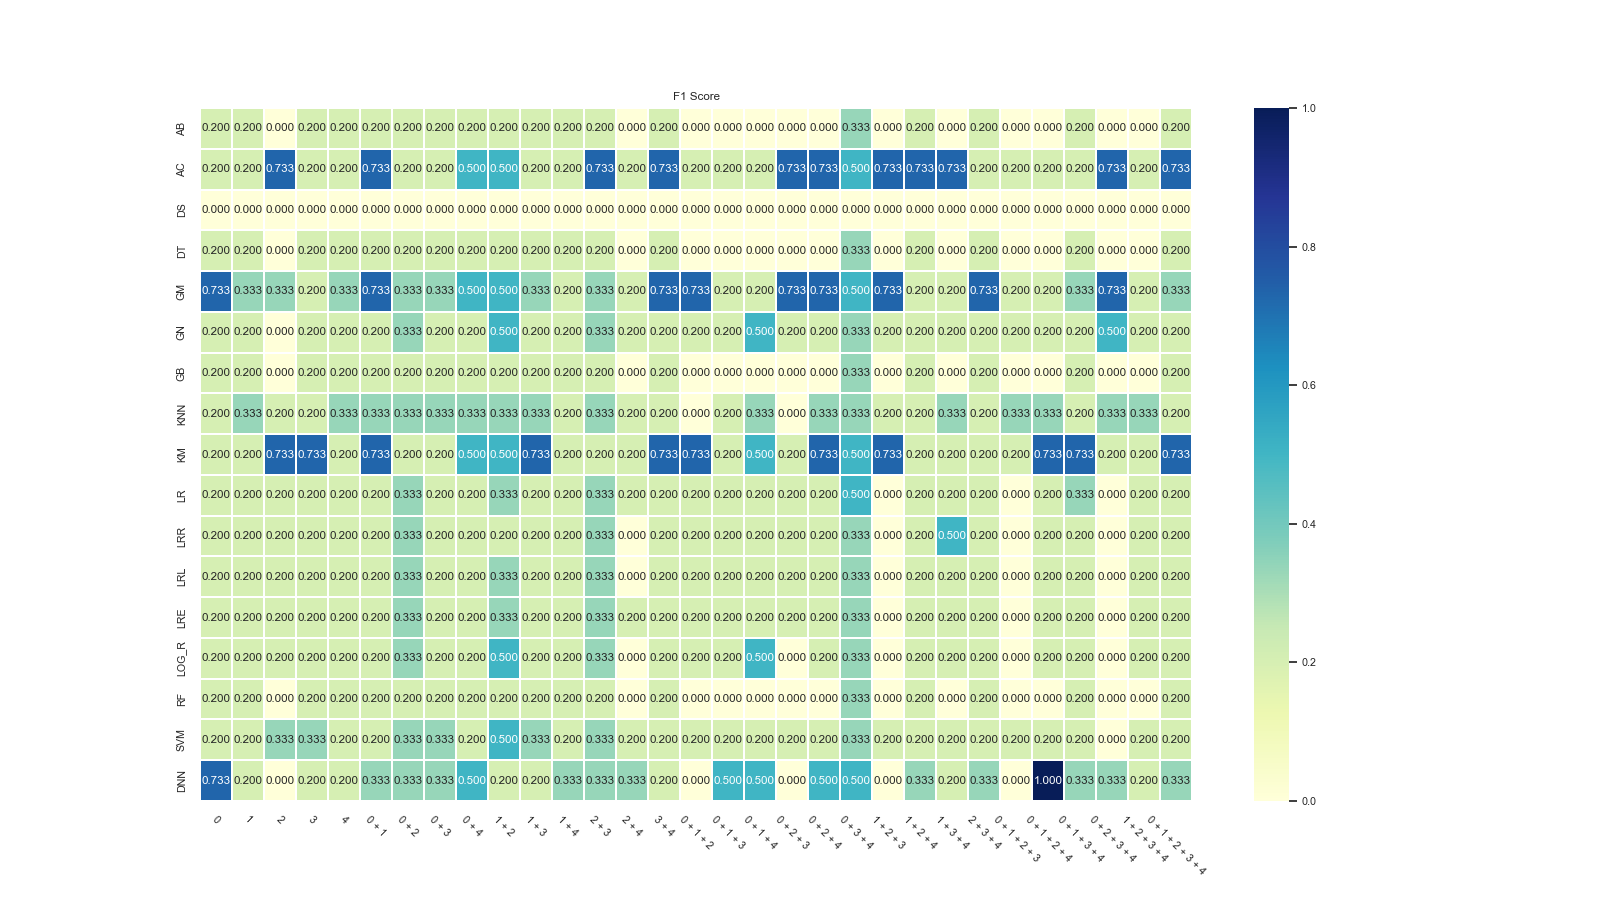 F1 Score
AB 0.200 0.200 0.000 0.200 0.200 0.200 0.200 0.200 0.200 0.200 0.200 0.200 0.200 0.000 0.200 0.000 0.000 0.000 0.000 0.000 0.333 0.000 0.200 0.000 0.200 0.000 0.000 0.200 0.000 0.000 0.200
AC 0.200 0.200 0.733 0.200 0.200 0.733 0.200 0.200 0.500 0.500 0.200 0.200 0.733 0.200 0.733 0.200 0.200 0.200 0.733 0.733 0.500 0.733 0.733 0.733 0.200 0.200 0.200 0.200 0.733 0.200 0.733
DS 0.000 0.000 0.000 0.000 0.000 0.000 0.000 0.000 0.000 0.000 0.000 0.000 0.000 0.000 0.000 0.000 0.000 0.000 0.000 0.000 0.000 0.000 0.000 0.000 0.000 0.000 0.000 0.000 0.000 0.000 0.000
DT 0.200 0.200 0.000 0.200 0.200 0.200 0.200 0.200 0.200 0.200 0.200 0.200 0.200 0.000 0.200 0.000 0.000 0.000 0.000 0.000 0.333 0.000 0.200 0.000 0.200 0.000 0.000 0.200 0.000 0.000 0.200
GM 0.733 0.333 0.333 0.200 0.333 0.733 0.333 0.333 0.500 0.500 0.333 0.200 0.333 0.200 0.733 0.733 0.200 0.200 0.733 0.733 0.500 0.733 0.200 0.200 0.733 0.200 0.200 0.333 0.733 0.200 0.333
GN 0.200 0.200 0.000 0.200 0.200 0.200 0.333 0.200 0.200 0.500 0.200 0.200 0.333 0.200 0.200 0.200 0.200 0.500 0.200 0.200 0.333 0.200 0.200 0.200 0.200 0.200 0.200 0.200 0.500 0.200 0.200
GB 0.200 0.200 0.000 0.200 0.200 0.200 0.200 0.200 0.200 0.200 0.200 0.200 0.200 0.000 0.200 0.000 0.000 0.000 0.000 0.000 0.333 0.000 0.200 0.000 0.200 0.000 0.000 0.200 0.000 0.000 0.200
KNN 0.200 0.333 0.200 0.200 0.333 0.333 0.333 0.333 0.333 0.333 0.333 0.200 0.333 0.200 0.200 0.000 0.200 0.333 0.000 0.333 0.333 0.200 0.200 0.333 0.200 0.333 0.333 0.200 0.333 0.333 0.200
KM 0.200 0.200 0.733 0.733 0.200 0.733 0.200 0.200 0.500 0.500 0.733 0.200 0.200 0.200 0.733 0.733 0.200 0.500 0.200 0.733 0.500 0.733 0.200 0.200 0.200 0.200 0.733 0.733 0.200 0.200 0.733
LR 0.200 0.200 0.200 0.200 0.200 0.200 0.333 0.200 0.200 0.333 0.200 0.200 0.333 0.200 0.200 0.200 0.200 0.200 0.200 0.200 0.500 0.000 0.200 0.200 0.200 0.000 0.200 0.333 0.000 0.200 0.200
LRR 0.200 0.200 0.200 0.200 0.200 0.200 0.333 0.200 0.200 0.200 0.200 0.200 0.333 0.000 0.200 0.200 0.200 0.200 0.200 0.200 0.333 0.000 0.200 0.500 0.200 0.000 0.200 0.200 0.000 0.200 0.200
LRL 0.200 0.200 0.200 0.200 0.200 0.200 0.333 0.200 0.200 0.333 0.200 0.200 0.333 0.000 0.200 0.200 0.200 0.200 0.200 0.200 0.333 0.000 0.200 0.200 0.200 0.000 0.200 0.200 0.000 0.200 0.200
LRE 0.200 0.200 0.200 0.200 0.200 0.200 0.333 0.200 0.200 0.333 0.200 0.200 0.333 0.200 0.200 0.200 0.200 0.200 0.200 0.200 0.333 0.000 0.200 0.200 0.200 0.000 0.200 0.200 0.000 0.200 0.200
LOG_R 0.200 0.200 0.200 0.200 0.200 0.200 0.333 0.200 0.200 0.500 0.200 0.200 0.333 0.000 0.200 0.200 0.200 0.500 0.000 0.200 0.333 0.000 0.200 0.200 0.200 0.000 0.200 0.200 0.000 0.200 0.200
RF 0.200 0.200 0.000 0.200 0.200 0.200 0.200 0.200 0.200 0.200 0.200 0.200 0.200 0.000 0.200 0.000 0.000 0.000 0.000 0.000 0.333 0.000 0.200 0.000 0.200 0.000 0.000 0.200 0.000 0.000 0.200
SVM 0.200 0.200 0.333 0.333 0.200 0.200 0.333 0.333 0.200 0.500 0.333 0.200 0.333 0.200 0.200 0.200 0.200 0.200 0.200 0.200 0.333 0.200 0.200 0.200 0.200 0.200 0.200 0.200 0.000 0.200 0.200
DNN 0.733 0.200 0.000 0.200 0.200 0.333 0.333 0.333 0.500 0.200 0.200 0.333 0.333 0.333 0.200 0.000 0.500 0.500 0.000 0.500 0.500 0.000 0.333 0.200 0.333 0.000 1.000 0.333 0.333 0.200 0.333
0
1
2
3
4
0 + 1
0 + 2
0 + 3
0 + 4
1 + 2
1 + 3
1 + 4
2 + 3
2 + 4
3 + 4
0 + 1 + 2
0 + 1 + 3
0 + 1 + 4
0 + 2 + 3
0 + 2 + 4
0 + 3 + 4
1 + 2 + 3
1 + 2 + 4
1 + 3 + 4
2 + 3 + 4
0 + 1 + 2 + 3
0 + 1 + 2 + 4
0 + 1 + 3 + 4
0 + 2 + 3 + 4
1 + 2 + 3 + 4
0 + 1 + 2 + 3 + 4
1.0
0.8
0.6
0.4
0.2
0.0